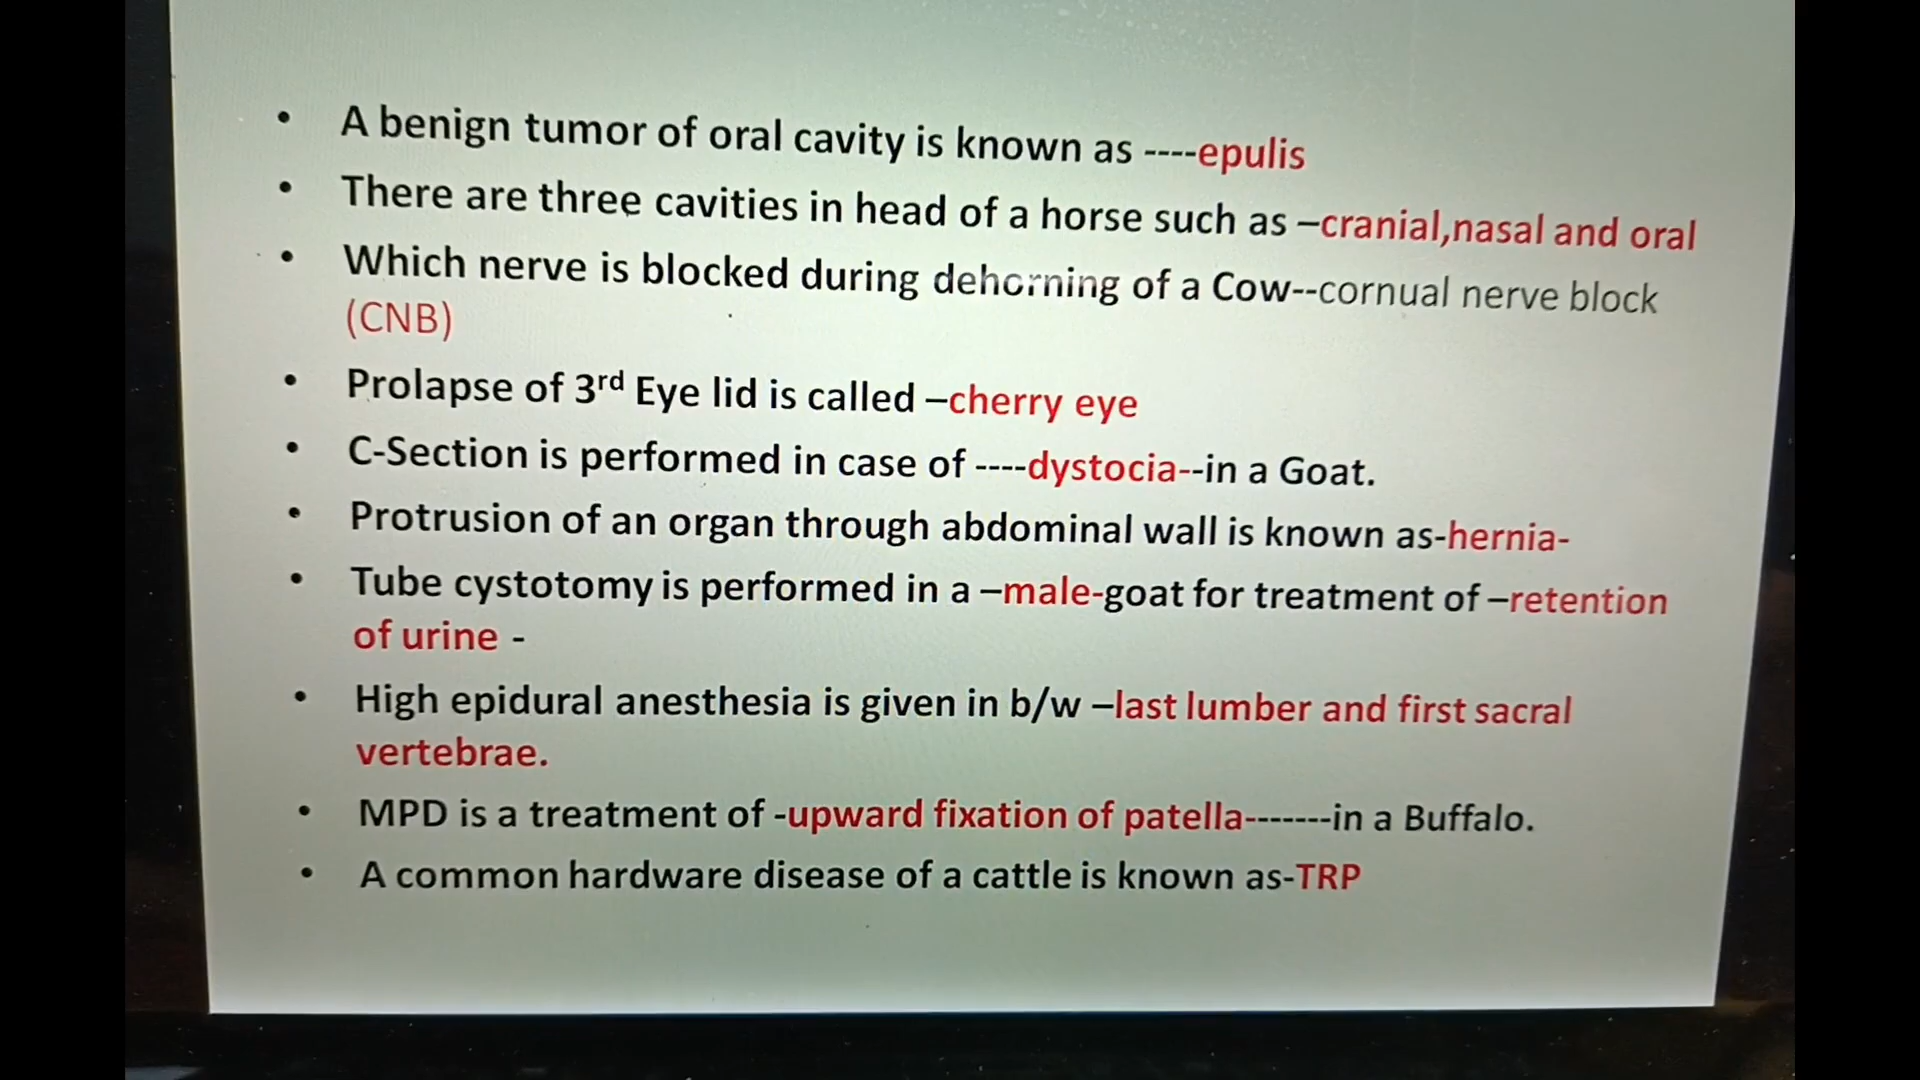 • A benign tumor of oral cavity is known as ----epulis
• There are three cavities in head of a horse such as –cranial,nasal and oral
• Which nerve is blocked during dehorning of a Cow--cornual nerve block
(CNB)
• Prolapse of 3rd Eye lid is called –cherry eye
• C-Section is performed in case of ----dystocia--in a Goat.
• Protrusion of an organ through abdominal wall is known as-hernia-
• Tube cystotomy is performed in a –male-goat for treatment of –retention
of urine -
• High epidural anesthesia is given in b/w –last lumber and first sacral
vertebrae.
• MPD is a treatment of -upward fixation of patella-------in a Buffalo.
• A common hardware disease of a cattle is known as-TRP